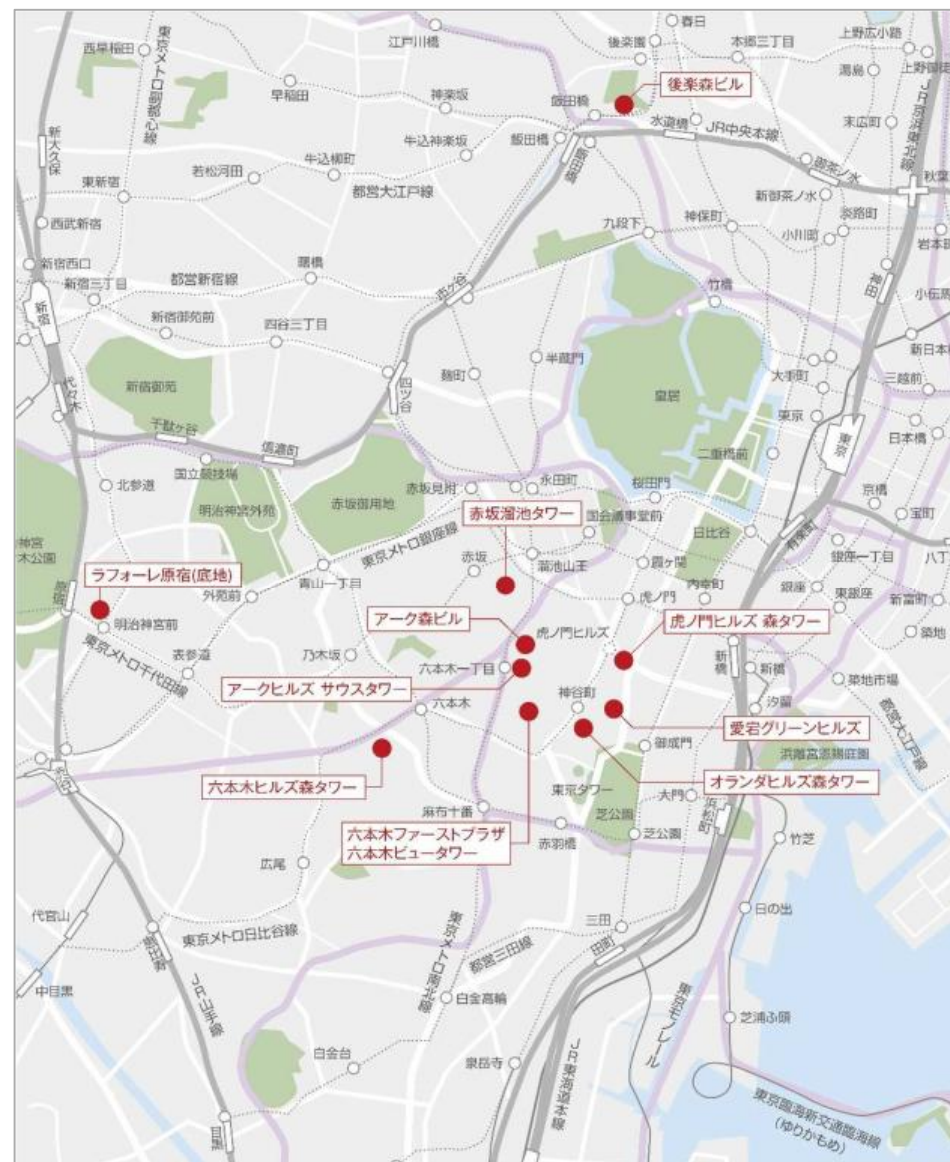 春日
上野広小路
江戸川橋
後楽園
本郷三丁目
西早稲田
東京メトロ副都心線
湯島
上野御徒
早稲田
後楽森ビル
神楽坂
飯田橋
水道橋
JR中央本線
末広町
JR京浜東北線
新大久保
牛込神楽坂
飯田橋
飯田橋
牛込柳町
若松河田
御茶ノ水
秋葉
東新宿
都営大江戸線
新御茶ノ水
淡路町
西武新宿
九段下
神保町
小川町
岩本町
新宿西口
曙橋
都営新宿線
新宿三丁目
市ヶ谷
竹橋
神田
小伝馬
新宿
新宿御苑前
四谷三丁目
半蔵門
新日本橋
麹町
大手町
三越前
代々木
新宿御苑
四ツ谷
皇居
東京
東京
日本橋
千駄ヶ谷
信濃町
二重橋前
国立競技場
北参道
赤坂見附
永田町
桜田門
京橋
明治神宮外苑
赤坂御用地
国会議事堂前
日比谷
宝町
赤坂溜池タワー
有楽町
東京メトロ銀座線
神宮
木公園
銀座一丁目
八丁
ラフォーレ原宿(底地)
赤坂
溜池山王
霞ヶ関
青山一丁目
原宿
外苑前
虎ノ門
内幸町
銀座
東銀座
新富町
アーク森ビル
虎ノ門ヒルズ
虎ノ門ヒルズ 森タワー
明治神宮前
築地
東京メトロ千代田線
表参道
乃木坂
六本木一丁目
新橋
新橋
アークヒルズ サウスタワー
築地市場
神谷町
汐留
六本木
愛宕グリーンヒルズ
都営大江戸線
御成門
浜離宮恩賜庭園
渋谷
六本木ヒルズ森タワー
東京タワー
オランダヒルズ森タワー
大門
浜松町
麻布十番
芝公園
六本木ファーストプラザ
六本木ビュータワー
赤羽橋
芝公園
竹芝
広尾
代官山
日の出
東京メトロ日比谷線
三田
恵比寿
東京メトロ南北線
都営三田線
田町
中目黒
JR山手線
白金高輪
東京モノレール
芝浦ふ頭
白金台
泉岳寺
JR東海道本線
目黒
東京臨海新交通臨海線
(ゆりかもめ)